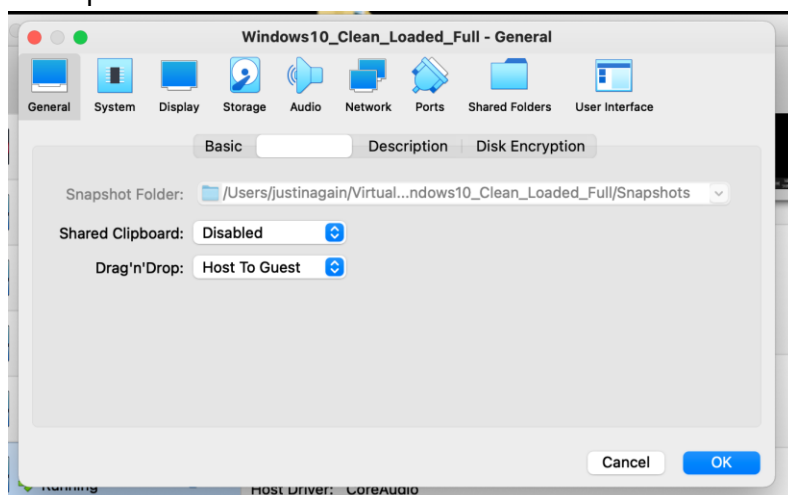 Windows10_Clean_Loaded_Full - General
General System Display Storage Audio Network Ports Shared Folders User Interface
Basic Description Disk Encryption
Snapshot Folder: /Users/justinagain/Virtual...ndows10_Clean_Loaded_Full/Snapshots
Shared Clipboard: Disabled
Drag'n'Drop: Host To Guest
Cancel OK
Running Host Driver: CoreAudio